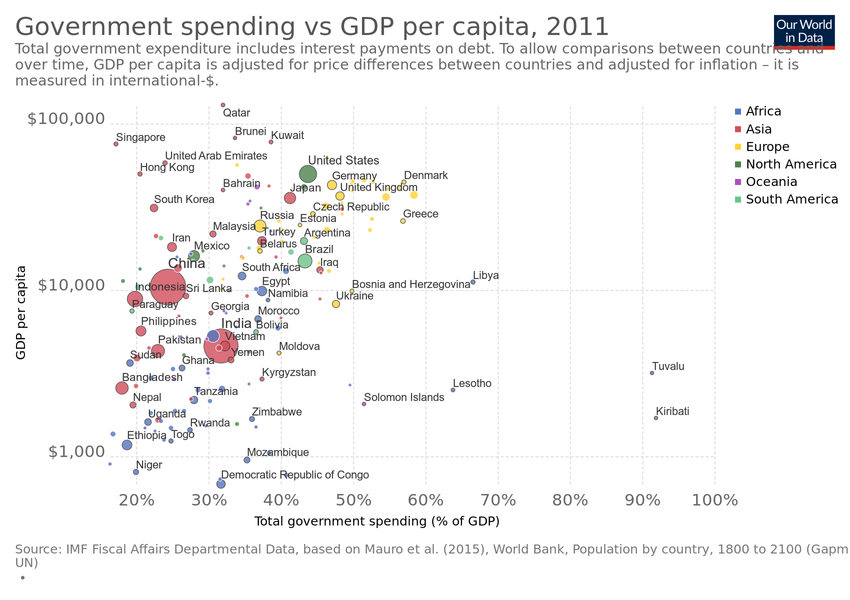 Government spending vs GDP per capita, 2011
Our World
in Data
Total government expenditure includes interest payments on debt. To allow comparisons between countries and
over time, GDP per capita is adjusted for price differences between countries and adjusted for inflation – it is
measured in international-$.
Qatar
$100,000
Africa
Singapore
Brunei
Kuwait
Asia
Europe
Hong Kong
United Arab Emirates
United States
North America
Bahrain
Japan
Germany
Denmark
Oceania
South Korea
United Kingdom
South America
Czech Republic
Russia
Estonia
Greece
Malaysia
Turkey
Argentina
Iran
Mexico
Belarus
Brazil
China
South Africa
Iraq
Libya
$10,000
Indonesia
Sri Lanka
Egypt
Bosnia and Herzegovina
Namibia
Ukraine
Paraguay
Georgia
Morocco
Philippines
India
Bolivia
Pakistan
Vietnam
Moldova
Sudan
Ghana
Yemen
Bangladesh
Kyrgyzstan
Tuvalu
Nepal
Tanzania
Solomon Islands
Lesotho
Uganda
Rwanda
Zimbabwe
Kiribati
Ethiopia
Togo
$1,000
Mozambique
Niger
Democratic Republic of Congo
GDP per capita
20% 30% 40% 50% 60% 70% 80% 90% 100%
Total government spending (% of GDP)
Source: IMF Fiscal Affairs Departmental Data, based on Mauro et al. (2015), World Bank, Population by country, 1800 to 2100 (Gapm
UN)
•